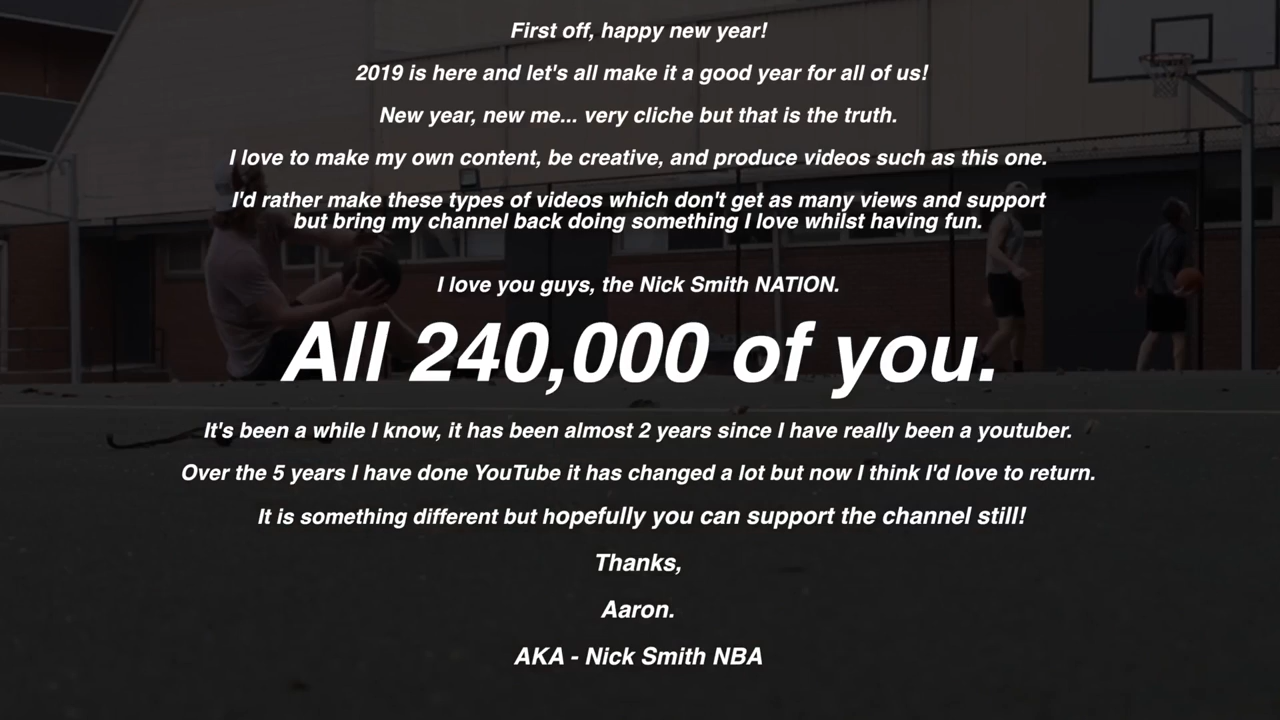 First off, happy new year!
2019 is here and let's all make it a good year for all of us!
New year, new me... very cliche but that is the truth.
I love to make my own content, be creative, and produce videos such as this one.
I'd rather make these types of videos which don't get as many views and support
but bring my channel back doing something I love whilst having fun.
I love you guys, the Nick Smith NATION.
All 240,000 of you.
It's been a while I know, it has been almost 2 years since I have really been a youtuber.
Over the 5 years I have done YouTube it has changed a lot but now I think I'd love to return.
It is something different but hopefully you can support the channel still!
Thanks,
Aaron.
AKA - Nick Smith NBA